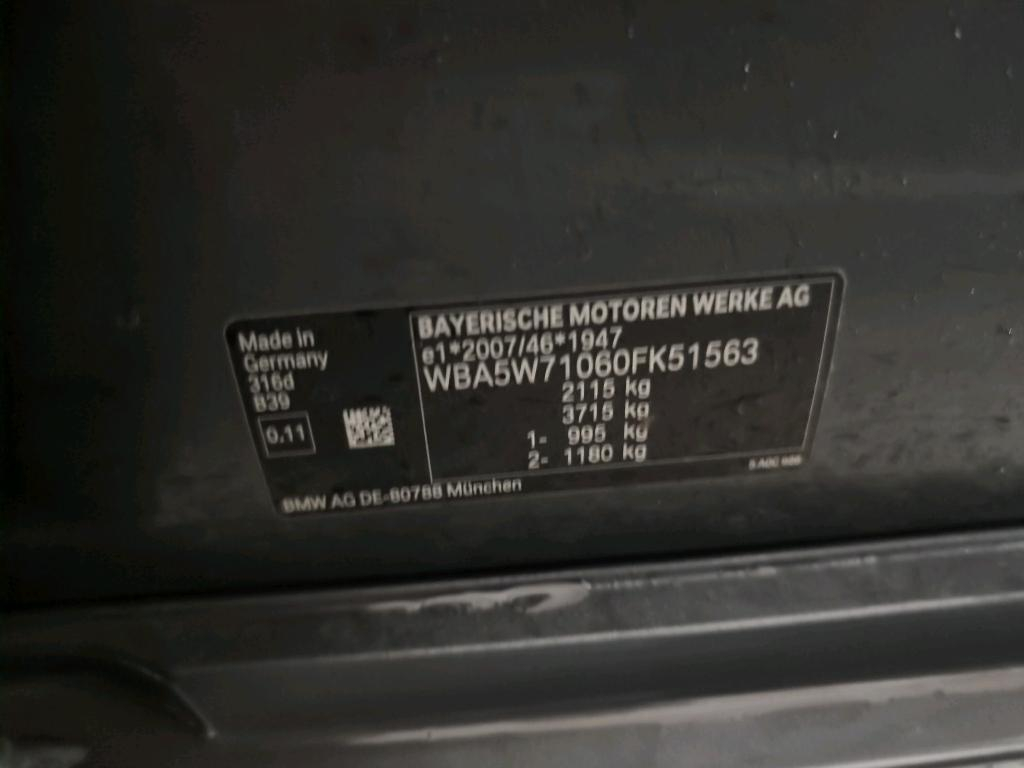 Made in
Germany
316d
B39
0.11
BAYERISCHE MOTOREN WERKE AG
e1*2007/46*1947
WBA5W71060FK51563
2115 kg
3715 kg
1- 995 kg
2- 1180 kg
BMW AG DE-80788 München